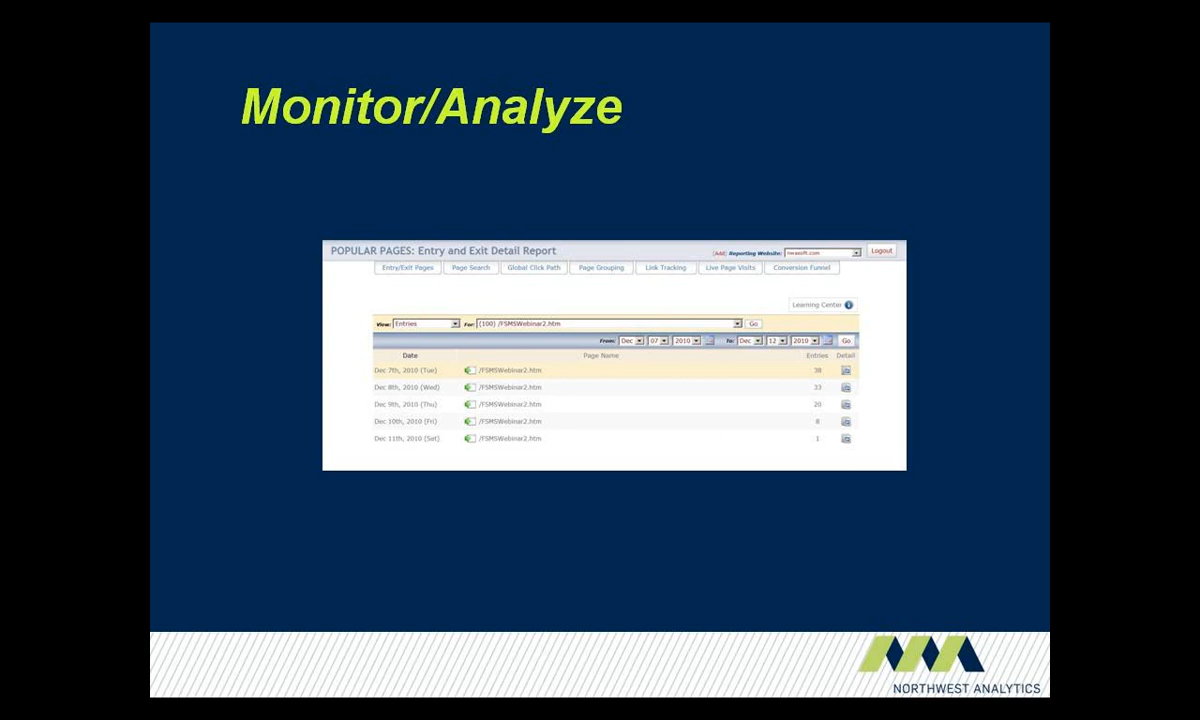 Monitor/Analyze
POPULAR PAGES: Entry and Exit Detail Report
[Add] Reporting Website: nwasoft.com Logout
Entry/Exit Pages Page Search Global Click Path Page Grouping Link Tracking Live Page Visits Conversion Funnel
Learning Center
View: Entries For: (100) /FSMSWebinar2.htm Go
From: Dec 07 2010 To: Dec 12 2010 Go
Date Page Name Entries Detail
Dec 7th, 2010 (Tue) /FSMSWebinar2.htm 38
Dec 8th, 2010 (Wed) /FSMSWebinar2.htm 33
Dec 9th, 2010 (Thu) /FSMSWebinar2.htm 20
Dec 10th, 2010 (Fri) /FSMSWebinar2.htm 8
Dec 11th, 2010 (Sat) /FSMSWebinar2.htm 1
NORTHWEST ANALYTICS